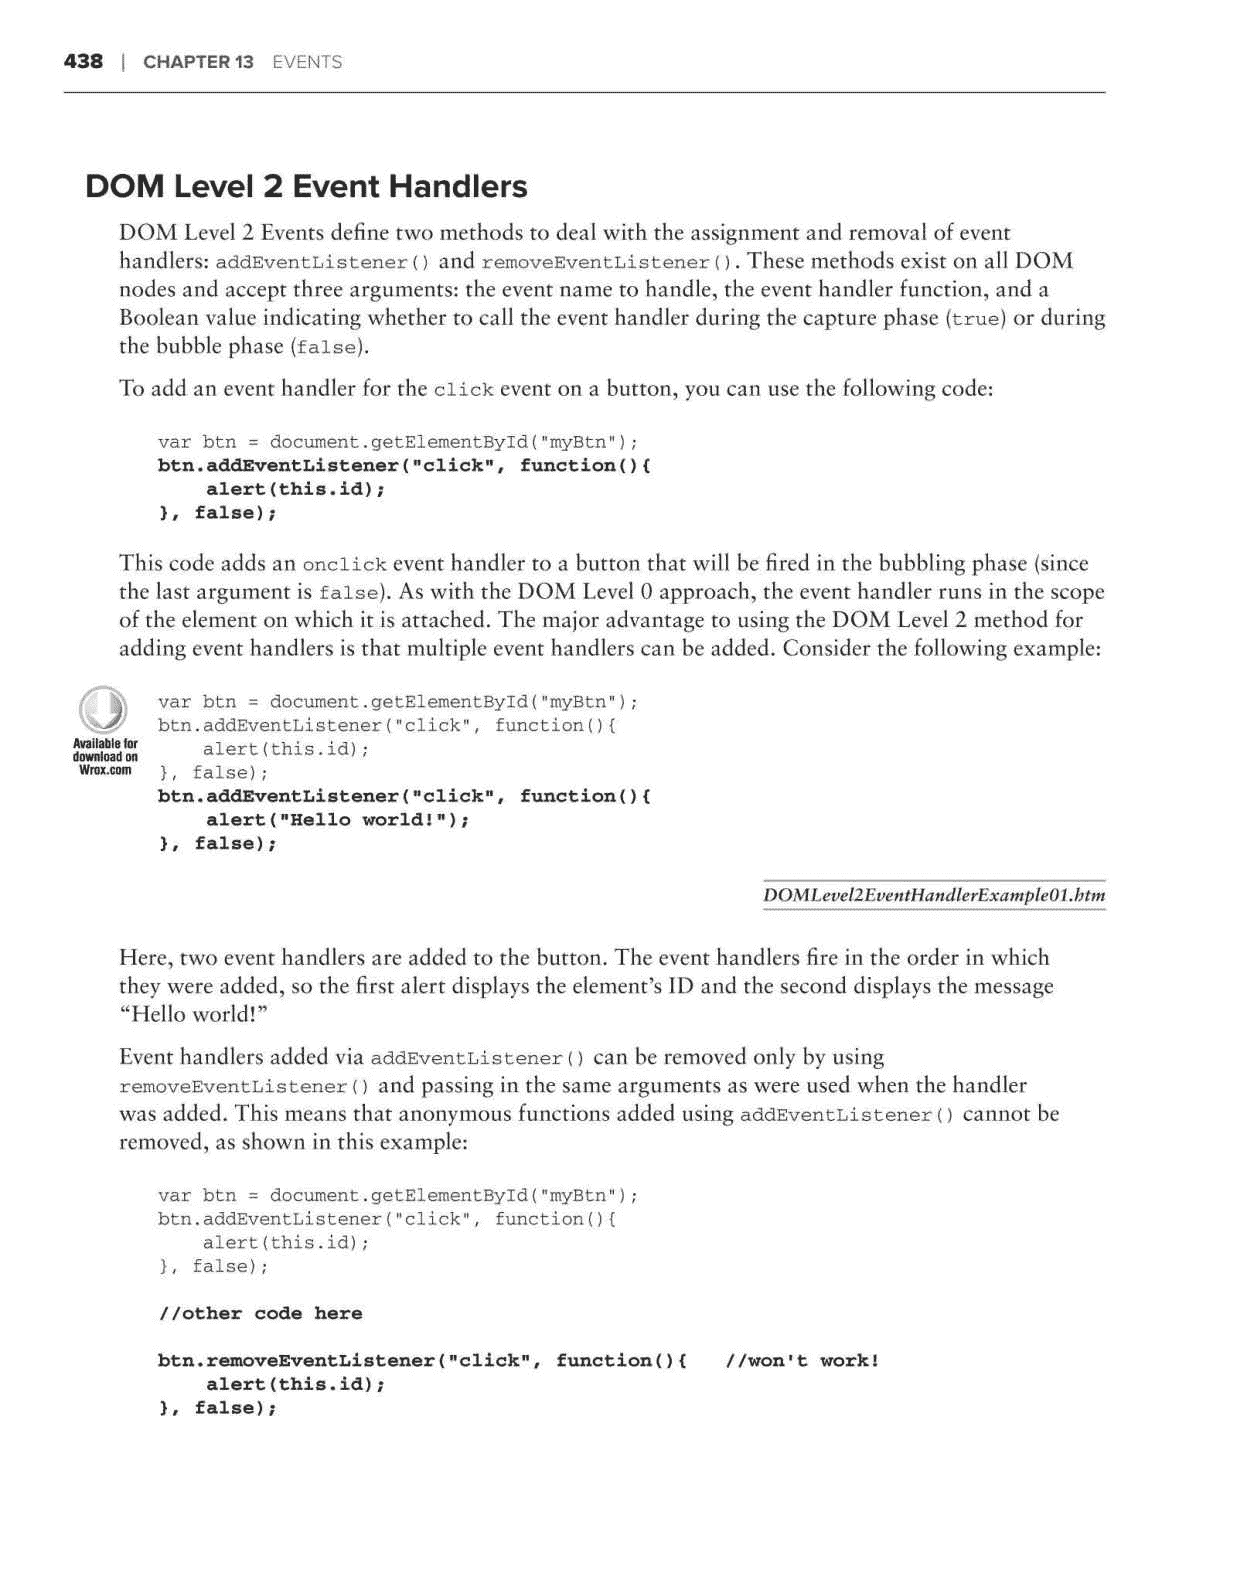 438 | CHAPTER 13 EVENTS
DOM Level 2 Event Handlers
DOM Level 2 Events define two methods to deal with the assignment and removal of event
handlers: addEventListener() and removeEventListener(). These methods exist on all DOM
nodes and accept three arguments: the event name to handle, the event handler function, and a
Boolean value indicating whether to call the event handler during the capture phase (true) or during
the bubble phase (false).
To add an event handler for the click event on a button, you can use the following code:
var btn = document.getElementById("myBtn");
btn.addEventListener("click", function(){
    alert(this.id);
}, false);
This code adds an onclick event handler to a button that will be fired in the bubbling phase (since
the last argument is false). As with the DOM Level 0 approach, the event handler runs in the scope
of the element on which it is attached. The major advantage to using the DOM Level 2 method for
adding event handlers is that multiple event handlers can be added. Consider the following example:
Available for
download on
Wrox.com
var btn = document.getElementById("myBtn");
btn.addEventListener("click", function(){
    alert(this.id);
}, false);
btn.addEventListener("click", function(){
    alert("Hello world!");
}, false);
DOMLevel2EventHandlerExample01.htm
Here, two event handlers are added to the button. The event handlers fire in the order in which
they were added, so the first alert displays the element’s ID and the second displays the message
“Hello world!”
Event handlers added via addEventListener() can be removed only by using
removeEventListener() and passing in the same arguments as were used when the handler
was added. This means that anonymous functions added using addEventListener() cannot be
removed, as shown in this example:
var btn = document.getElementById("myBtn");
btn.addEventListener("click", function(){
    alert(this.id);
}, false);
//other code here
btn.removeEventListener("click", function(){   //won't work!
    alert(this.id);
}, false);